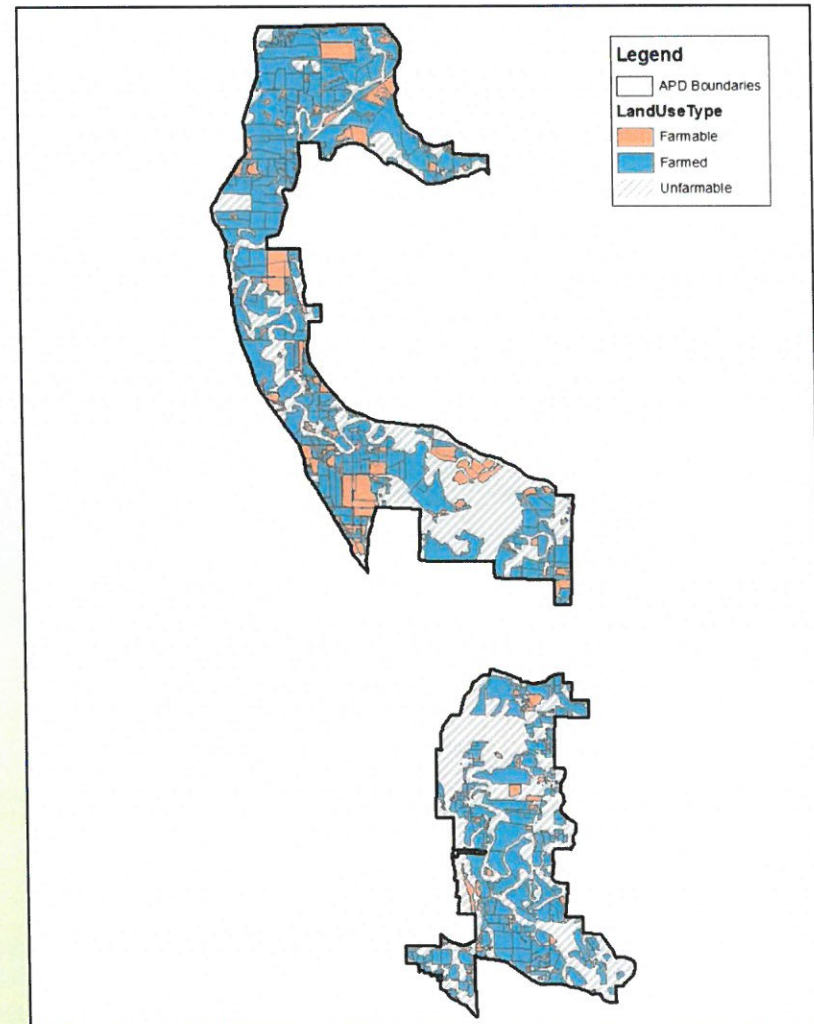 Legend
APD Boundaries
LandUseType
Farmable
Farmed
Unfarmable